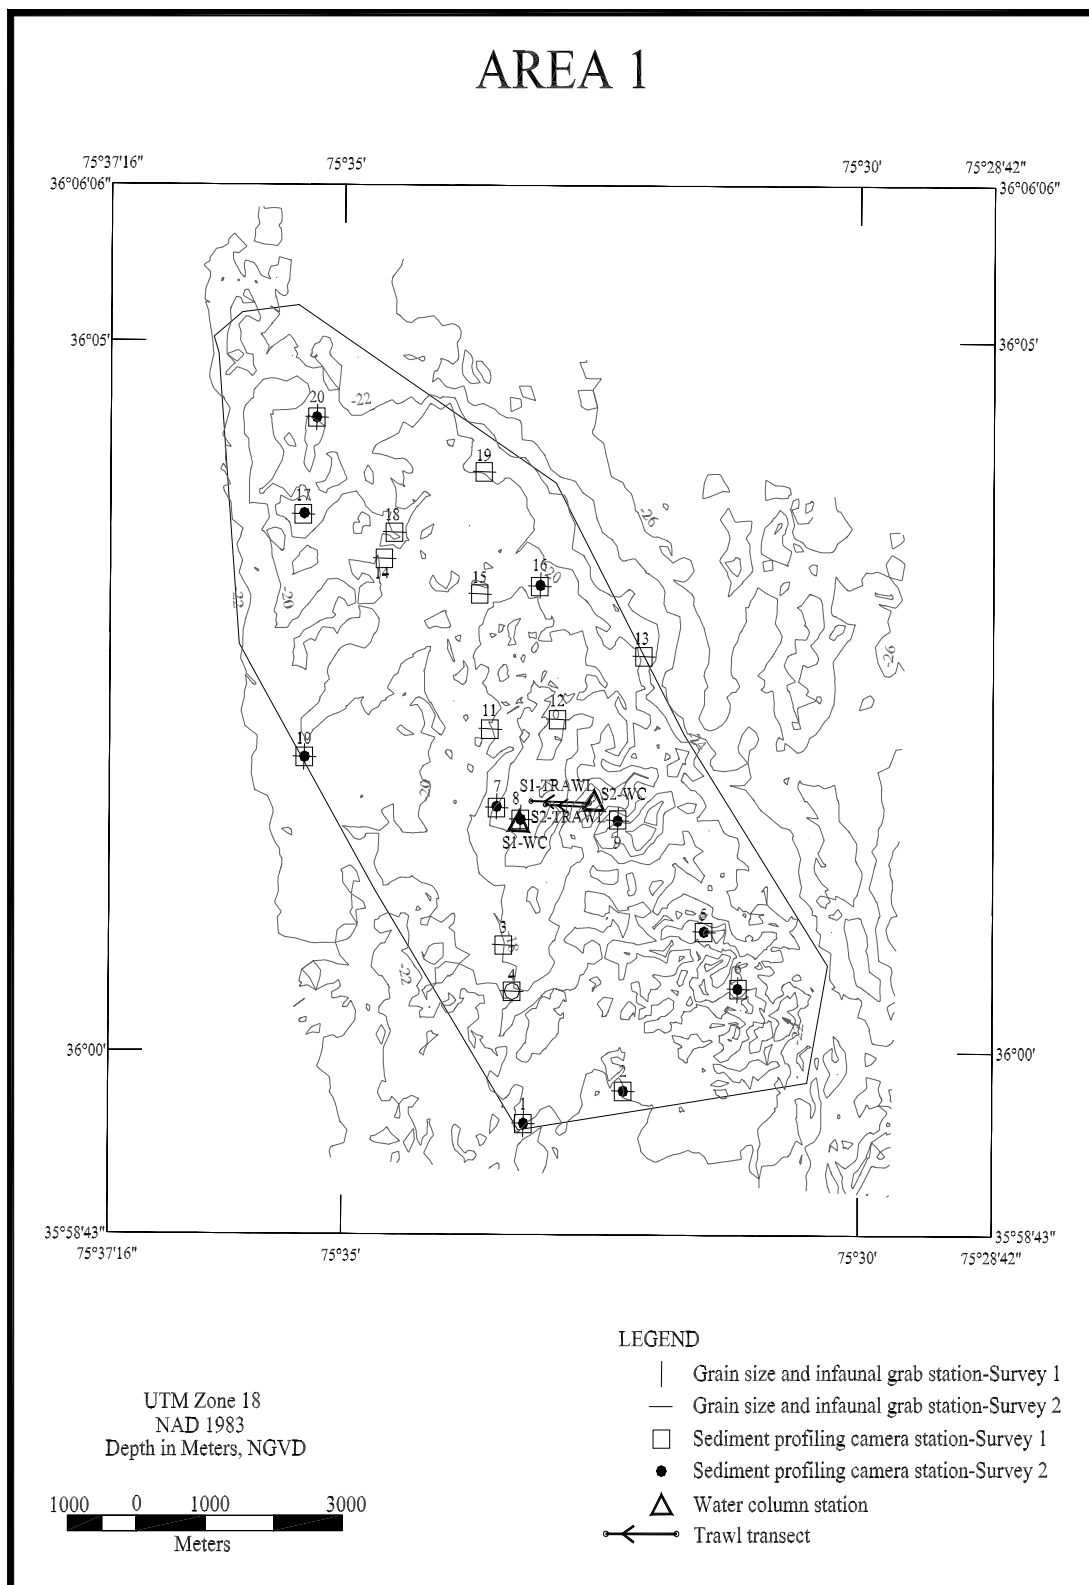 AREA 1
75°37'16" 75°35' 75°30' 75°28'42"
36°06'06" 36°06'06"
36°05' 36°05'
20 -22
19
17 -26
18
14 15 16 -20
-22 -20
13
-26
12
11
-24
10
-20
7 8 S1-TRAWL S2-WC
S2-TRAWL
S1-WC 9
5
3 -18
-22 4 6
-22
36°00' 36°00'
2
1
35°58'43" 35°58'43"
75°37'16" 75°35' 75°30' 75°28'42"
LEGEND
Grain size and infaunal grab station-Survey 1
Grain size and infaunal grab station-Survey 2
Sediment profiling camera station-Survey 1
Sediment profiling camera station-Survey 2
Water column station
Trawl transect
UTM Zone 18
NAD 1983
Depth in Meters, NGVD
1000 0 1000 3000
Meters